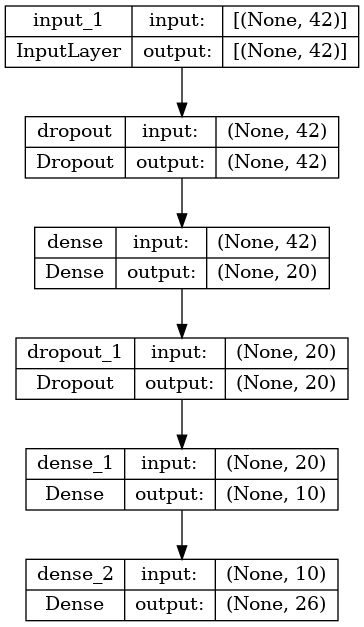 input_1 input: [(None, 42)]
InputLayer output: [(None, 42)]
dropout input: (None, 42)
Dropout output: (None, 42)
dense input: (None, 42)
Dense output: (None, 20)
dropout_1 input: (None, 20)
Dropout output: (None, 20)
dense_1 input: (None, 20)
Dense output: (None, 10)
dense_2 input: (None, 10)
Dense output: (None, 26)